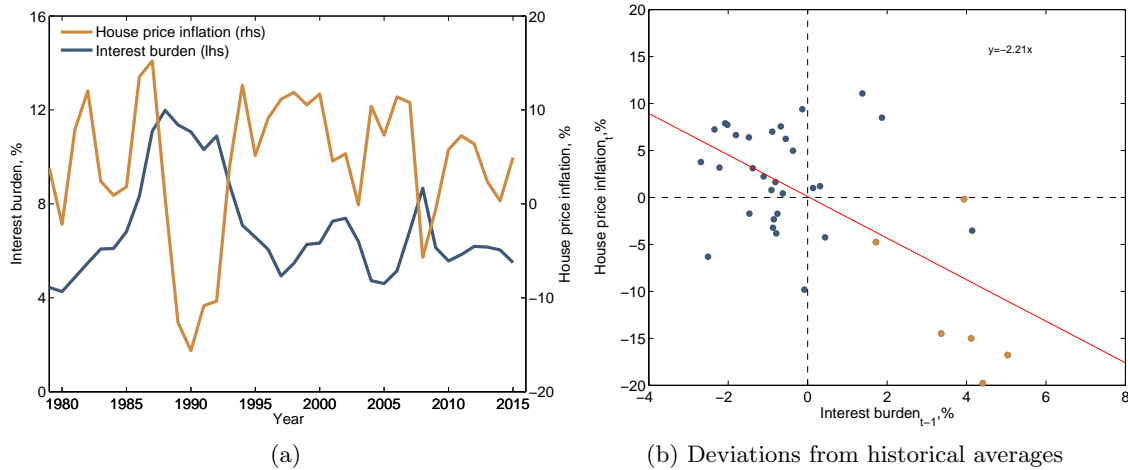 House price inflation (rhs)
Interest burden (lhs)
16
12
8
4
0
Interest burden, %
20
10
0
−10
−20
House price inflation, %
1980 1985 1990 1995 2000 2005 2010 2015
Year
(a)
y=−2.21x
20
15
10
5
0
−5
−10
−15
−20
House price inflationt,%
−4 −2 0 2 4 6 8
Interest burdent−1,%
(b) Deviations from historical averages